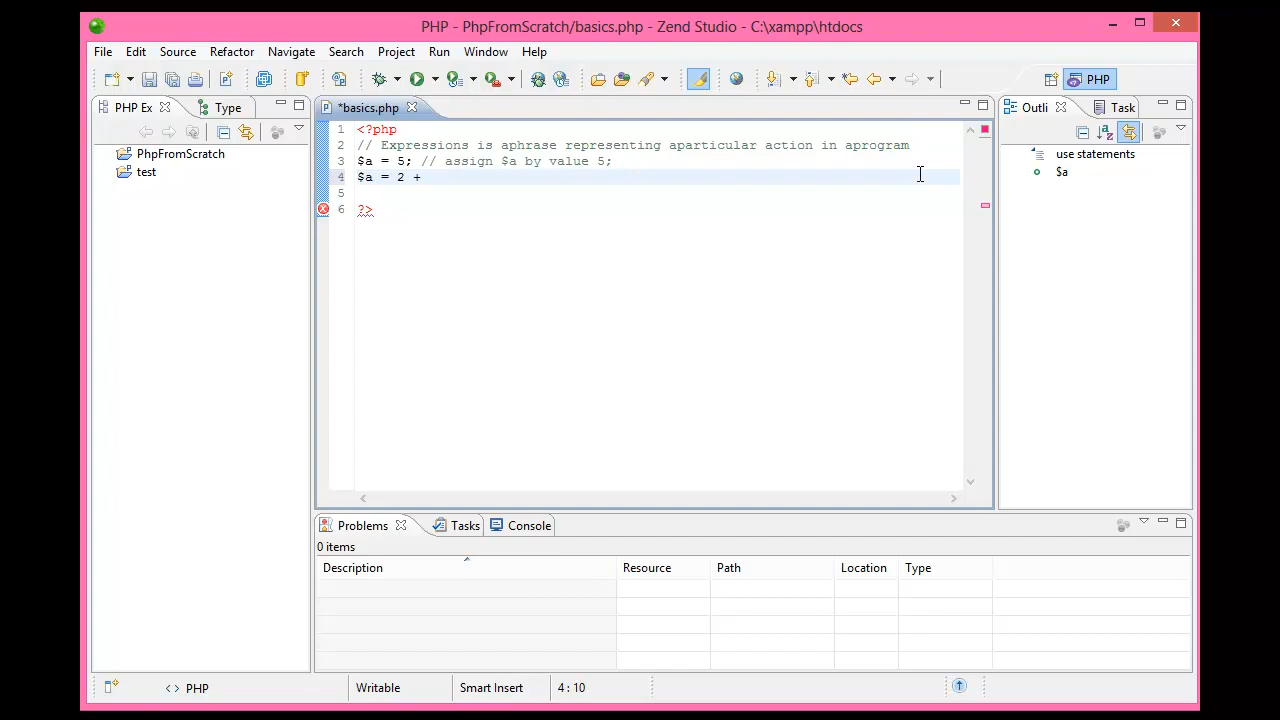 PHP - PhpFromScratch/basics.php - Zend Studio - C:\xampp\htdocs
File Edit Source Refactor Navigate Search Project Run Window Help
PHP
PHP Ex Type *basics.php Outli Task
PhpFromScratch
test
1 <?php
2 // Expressions is aphrase representing aparticular action in aprogram
3 $a = 5; // assign $a by value 5;
4 $a = 2 +
5
6 ?>
use statements
$a
Problems Tasks Console
0 items
Description Resource Path Location Type
<> PHP Writable Smart Insert 4 : 10